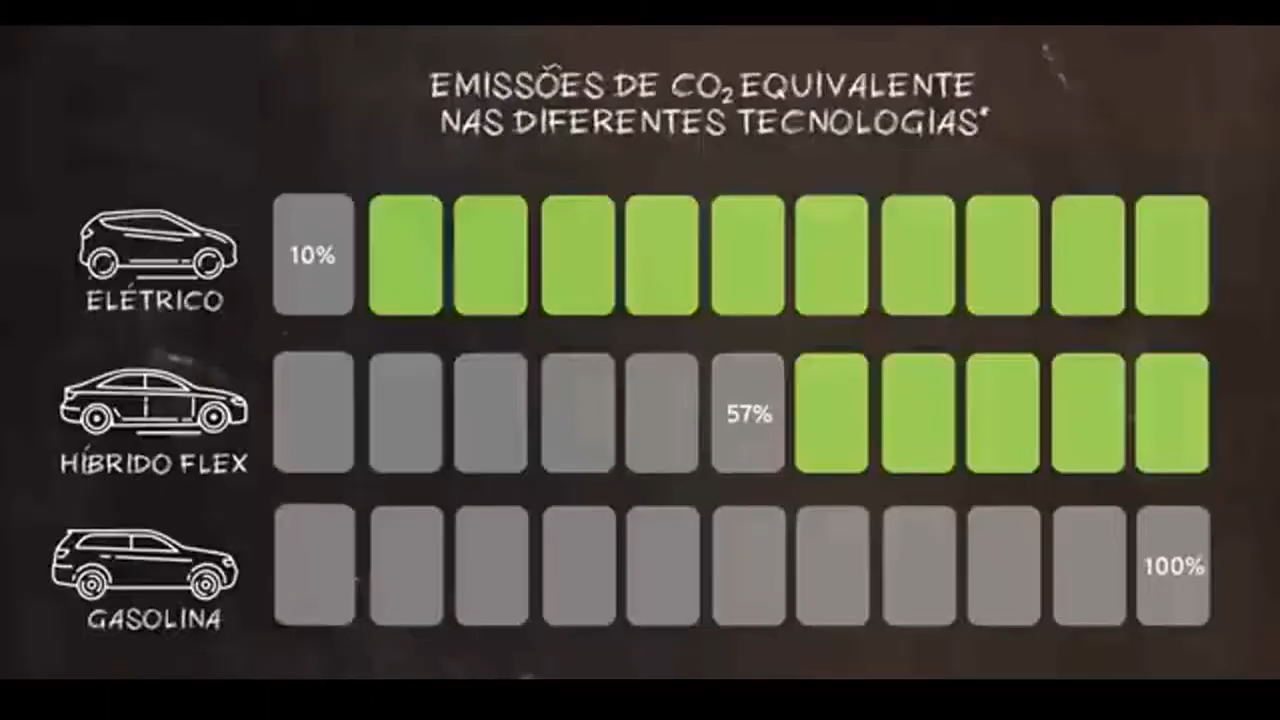 EMISSÕES DE CO₂ EQUIVALENTE
NAS DIFERENTES TECNOLOGIAS*
10%
ELÉTRICO
57%
HÍBRIDO FLEX
100%
GASOLINA